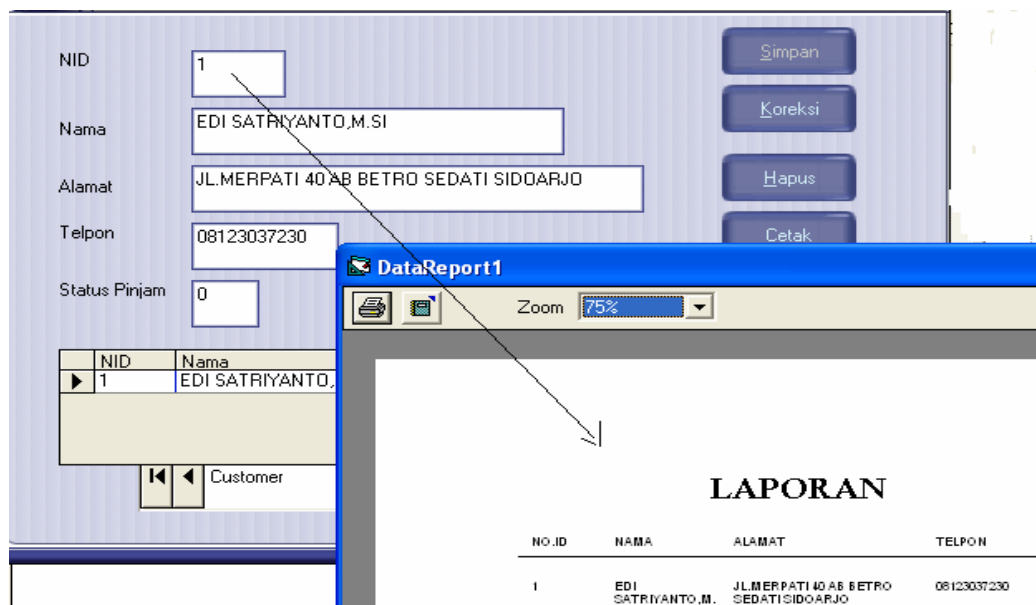 NID
1
Simpan
Nama
EDI SATRIYANTO,M.SI
Koreksi
Alamat
JL.MERPATI 40 AB BETRO SEDATI SIDOARJO
Hapus
Telpon
08123037230
Cetak
Status Pinjam
0
NID Nama
1 EDI SATRIYANTO,
Customer
DataReport1
Zoom 75%
LAPORAN
NO.ID NAMA ALAMAT TELPON
1 EDI JL.MERPATI 40 AB BETRO 08123037230
SATRIYANTO,M. SEDATI SIDOARJO